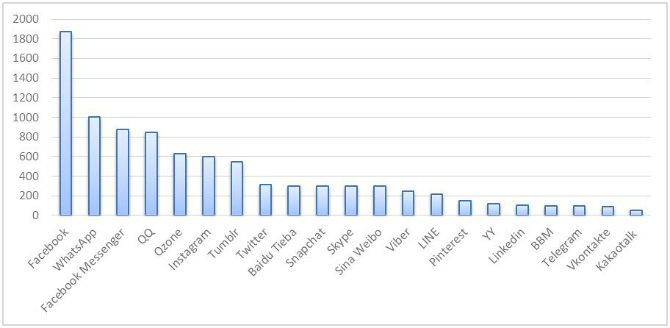 2000
1800
1600
1400
1200
1000
800
600
400
200
0
Facebook
WhatsApp
Facebook Messenger
QQ
Qzone
Instagram
Tumblr
Twitter
Baidu Tieba
Snapchat
Skype
Sina Weibo
Viber
LINE
Pinterest
YY
Linkedin
BBM
Telegram
Vkontakte
Kakaotalk